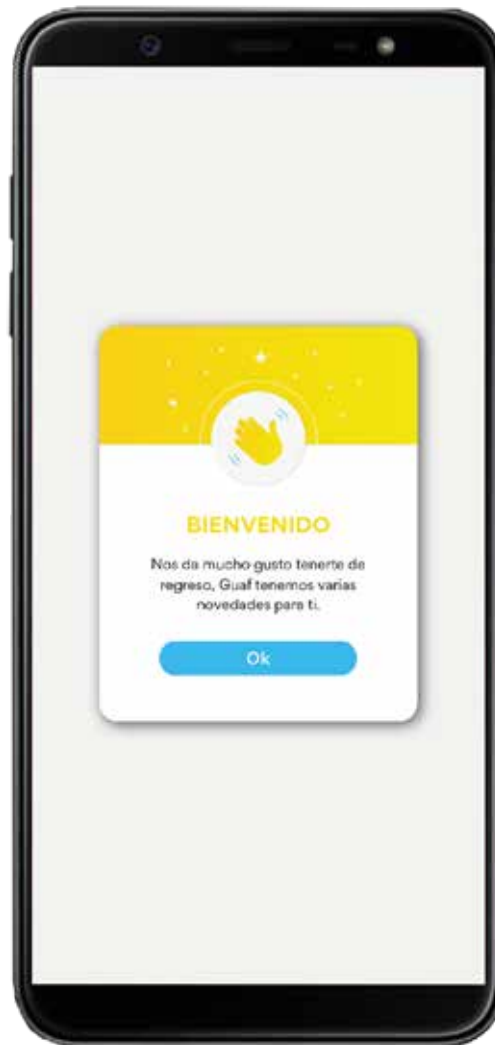 BIENVENIDO
Nos da mucho gusto tenerte de
regreso, Guaf tenemos varias
novedades para ti.
Ok